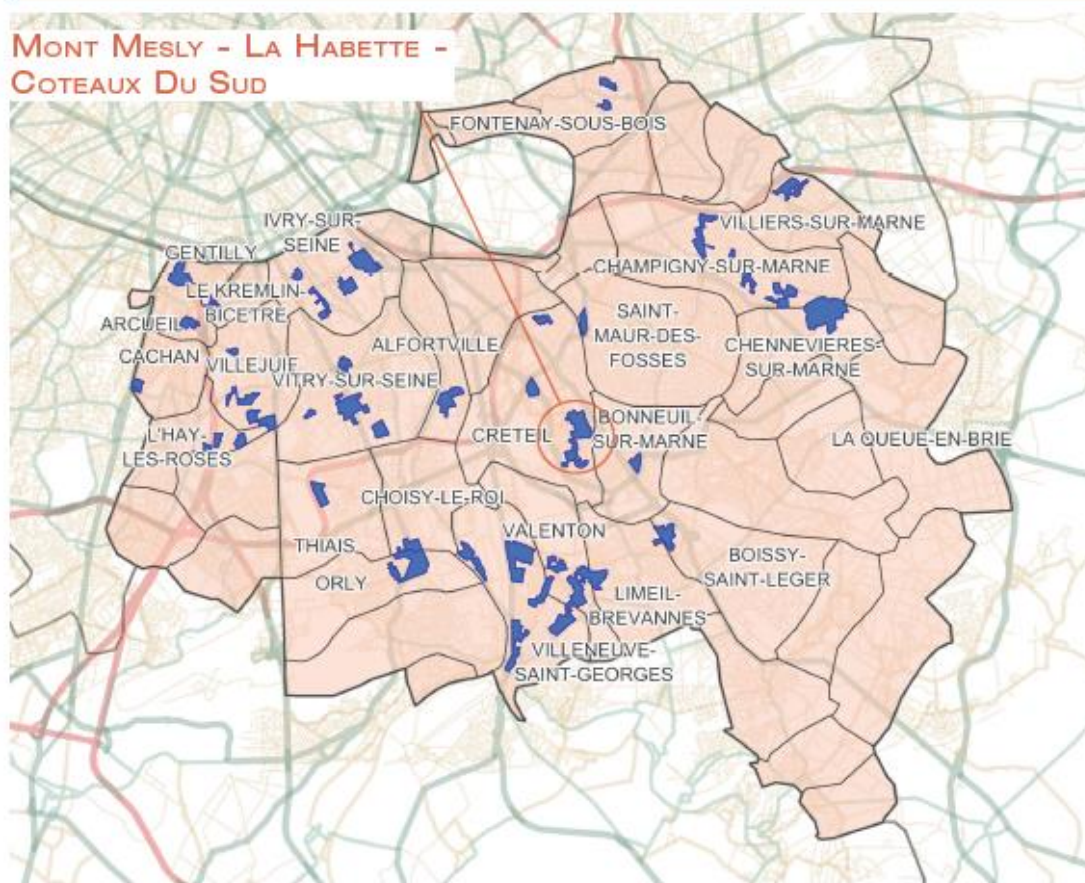 MONT MESLY - LA HABETTE -
COTEAUX DU SUD
FONTENAY-SOUS-BOIS
IVRY-SUR-
SEINE
GENTILLY
VILLIERS-SUR-MARNE
CHAMPIGNY-SUR-MARNE
LE KREMLIN-
BICETRE
ARCUEIL
SAINT-
MAUR-DES-
FOSSES
ALFORTVILLE
CHENNEVIERES-
SUR-MARNE
CACHAN
VILLEJUIF
VITRY-SUR-SEINE
CRETEIL
BONNEUIL-
SUR-MARNE
L'HAY-
LES-ROSES
LA QUEUE-EN-BRIE
CHOISY-LE-ROI
VALENTON
THIAIS
BOISSY-
SAINT-LEGER
ORLY
LIMEIL-
BREVANNES
VILLENEUVE-
SAINT-GEORGES